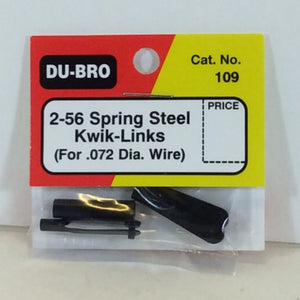 DU-BRO
Cat. No.
109
2-56 Spring Steel
Kwik-Links
(For .072 Dia. Wire)
PRICE